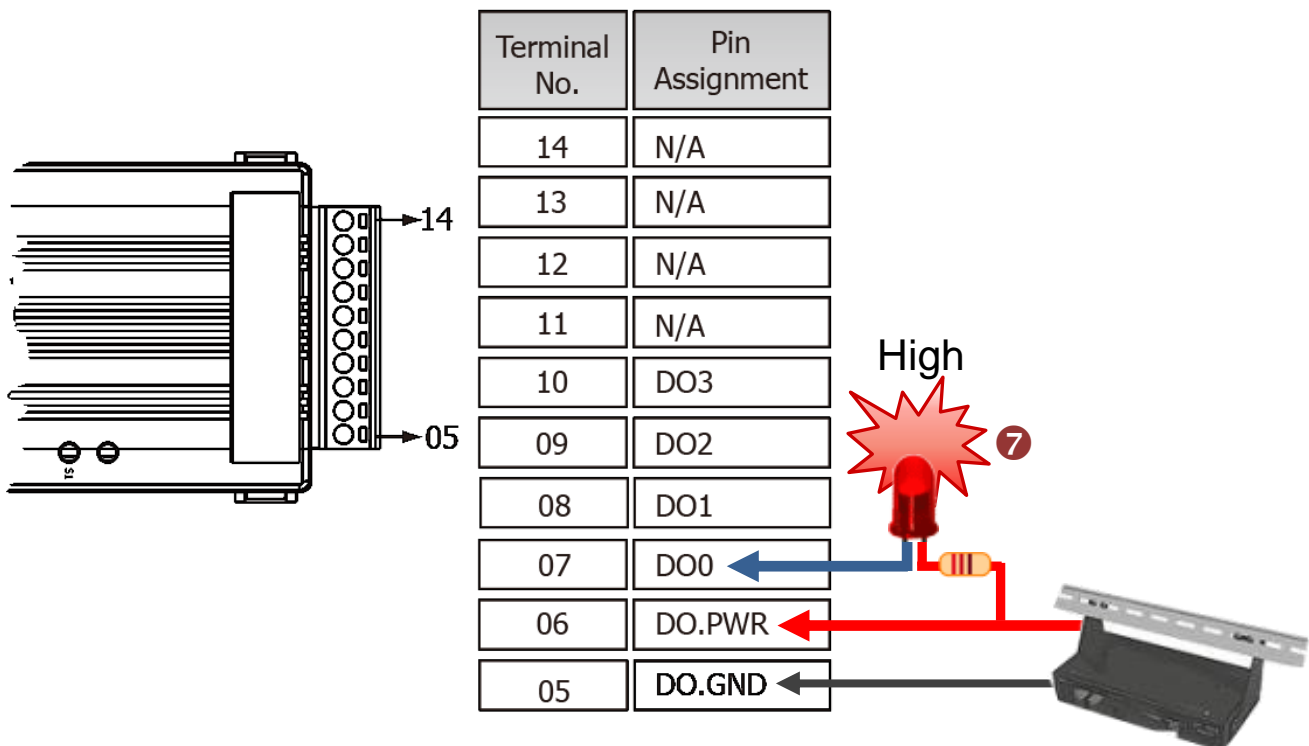 Terminal No.
Pin Assignment
14 N/A
13 N/A
12 N/A
11 N/A
10 DO3
09 DO2
08 DO1
07 DO0
06 DO.PWR
05 DO.GND
14
05
TS
High
7